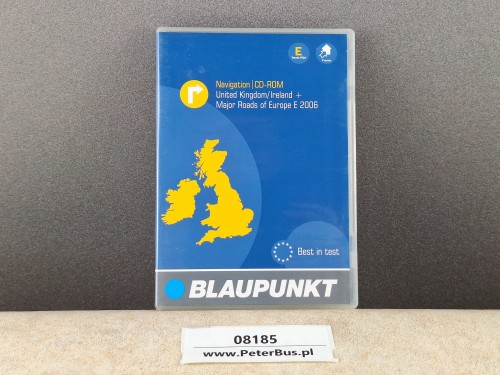 E
Navigation|CD-ROM
United Kingdom/Ireland +
Major Roads of Europe E 2006
Best in test
BLAUPUNKT
08185
www.PeterBus.pl